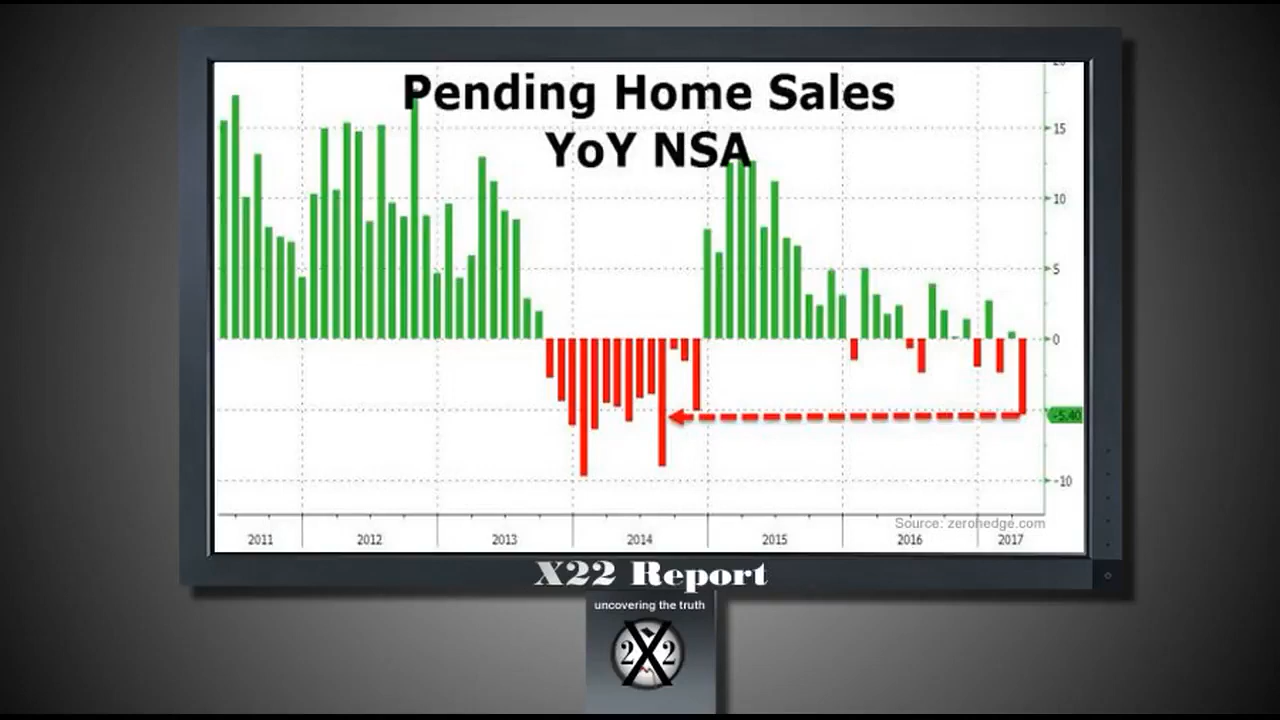 Pending Home Sales
YoY NSA
15
10
5
0
-5.40
-10
Source: zerohedge.com
2011 2012 2013 2014 2015 2016 2017
X22 Report
uncovering the truth
2X2